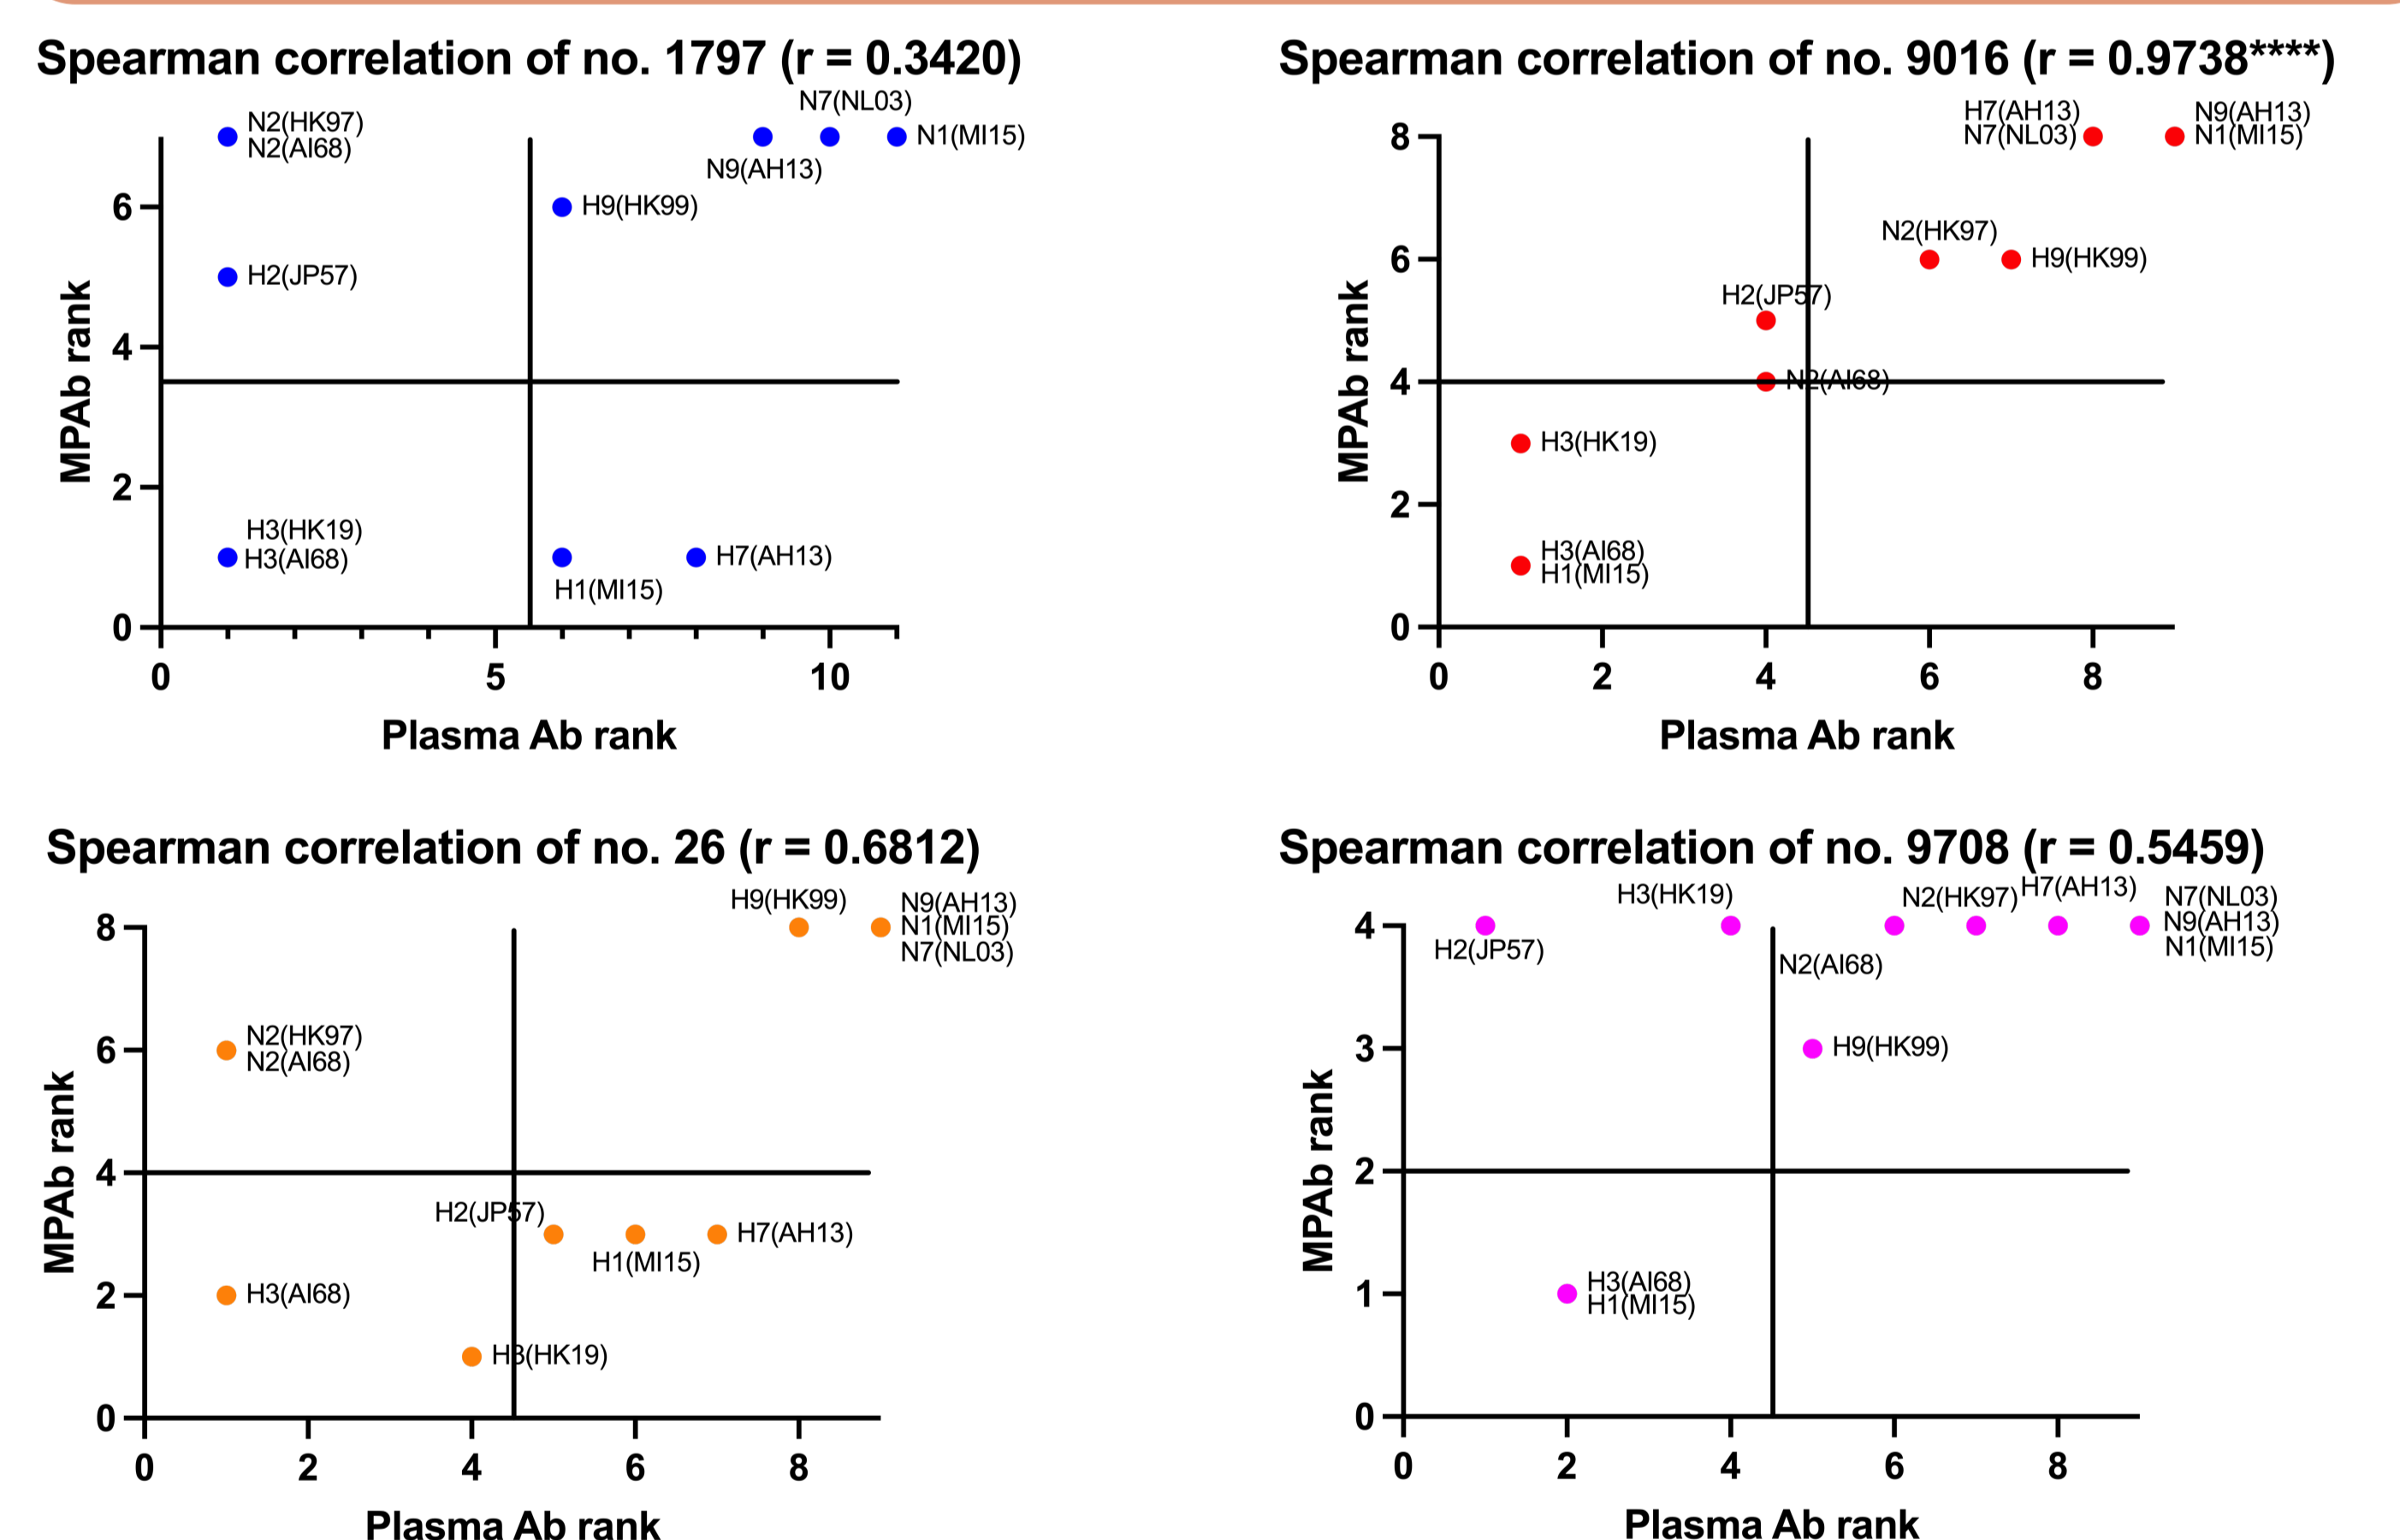 Spearman correlation of no. 1797 (r = 0.3420)
N7(NL03)
N2(HK97)
N2(AI68)
N1(MI15)
N9(AH13)
6
H9(HK99)
H2(JP57)
4
MPAb rank
2
H3(HK19)
H3(AI68)
H7(AH13)
H1(MI15)
0
0 5 10
Plasma Ab rank
Spearman correlation of no. 9016 (r = 0.9738****)
H7(AH13)
N9(AH13)
8
N7(NL03)
N1(MI15)
N2(HK97)
6
H9(HK99)
H2(JP57)
MPAb rank
4
N2(AI68)
H3(HK19)
2
H3(AI68)
H1(MI15)
0
0 2 4 6 8
Plasma Ab rank
Spearman correlation of no. 26 (r = 0.6812)
H9(HK99)
N9(AH13)
8
N1(MI15)
N7(NL03)
N2(HK97)
6
N2(AI68)
MPAb rank
4
H2(JP57)
H7(AH13)
H1(MI15)
2
H3(AI68)
H3(HK19)
0
0 2 4 6 8
Plasma Ab rank
Spearman correlation of no. 9708 (r = 0.5459)
H3(HK19)
N2(HK97)
H7(AH13)
N7(NL03)
4
N9(AH13)
H2(JP57)
N1(MI15)
N2(AI68)
3
H9(HK99)
MPAb rank
2
1
H3(AI68)
H1(MI15)
0
0 2 4 6 8
Plasma Ab rank